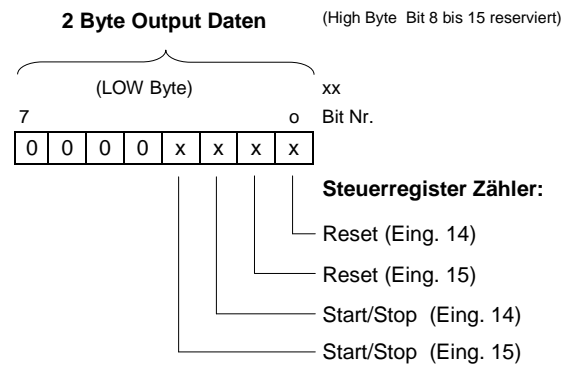 2 Byte Output Daten (High Byte Bit 8 bis 15 reserviert)
(LOW Byte) xx
7 o Bit Nr.
0 0 0 0 x x x x
Steuerregister Zähler:
Reset (Eing. 14)
Reset (Eing. 15)
Start/Stop (Eing. 14)
Start/Stop (Eing. 15)